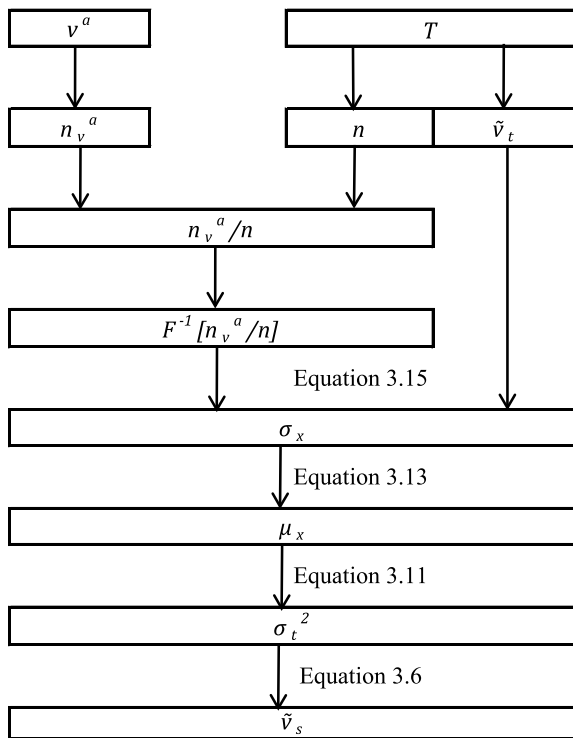 v^a T
n_v^a n ṽ_t
n_v^a/n
F^-1[n_v^a/n]
Equation 3.15
σ_x
Equation 3.13
μ_x
Equation 3.11
σ_t^2
Equation 3.6
ṽ_s